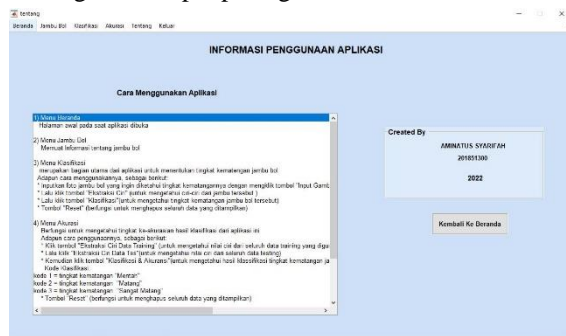 tentang
Beranda Jambu Bol Klasifikasi Akurasi Tentang Keluar
INFORMASI PENGGUNAAN APLIKASI
Cara Menggunakan Aplikasi
1) Menu Beranda
Halaman awal pada saat aplikasi dibuka
2) Menu Jambu Bol
Memuat Informasi tentang jambu bol
3) Menu Klasifikasi
merupakan bagian utama dari aplikasi untuk menentukan tingkat kematangan jambu bol
Adapun cara menggunakannya, sebagai berikut:
* Inputkan foto jambu bol yang ingin diketahui tingkat kematangannya dengan mengklik tombol "Input Gamb
* Lalu klik tombol "Ekstraksi Ciri" (untuk mengetahui ciri-ciri dari jambu tersebut )
* Lalu klik tombol "Klasifikasi"(untuk mengetahui tingkat kematangan jambu bol tersebut)
* Tombol "Reset" (berfungsi untuk menghapus seluruh data yang ditampilkan)
4) Menu Akurasi
Berfungsi untuk mengetahui tingkat ke-akurasian hasil klasifikasi dari aplikasi ini
Adapun cara penggunannya, sebagai berikut:
* Klik tombol "Ekstraksi Ciri Data Training" (untuk mengetahui nilai ciri dari seluruh data training yang digu
* Lalu klik "Ekstraksi Ciri Data Tes"(untuk mengetahui nilai ciri dari seluruh data testing)
* Kemudian klik tombol "Klasifikasi & Akurasi"(untuk mengetahui hasil klasifikasi tingkat kematangan ja
Kode Klasifikasi:
kode 1 = tingkat kematangan "Mentah"
kode 2 = tingkat kematangan "Matang"
kode 3 = tingkat kematangan "Sangat Matang"
* Tombol "Reset" (berfungsi untuk menghapus seluruh data yang ditampilkan)
Created By
AMINATUS SYARIFAH
201851300
2022
Kembali Ke Beranda